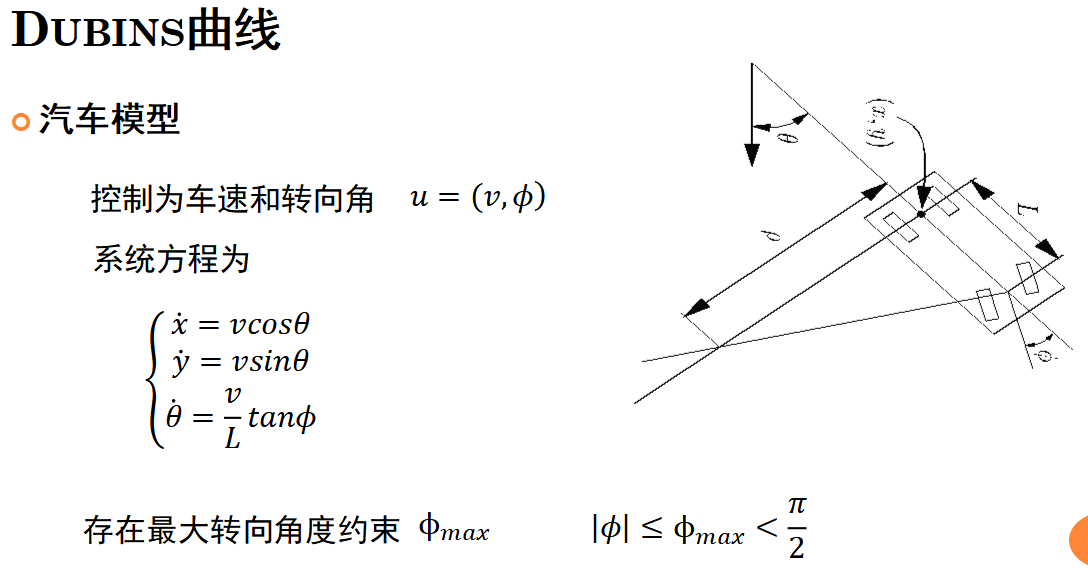 DUBINS曲线
汽车模型
控制为车速和转向角 u = (v, ϕ)
系统方程为
ẋ = vcosθ
ẏ = vsinθ
θ̇ = v/L tanϕ
存在最大转向角度约束 ϕmax |ϕ| ≤ ϕmax < π/2
θ
(x, y)
ρ
L
ϕ